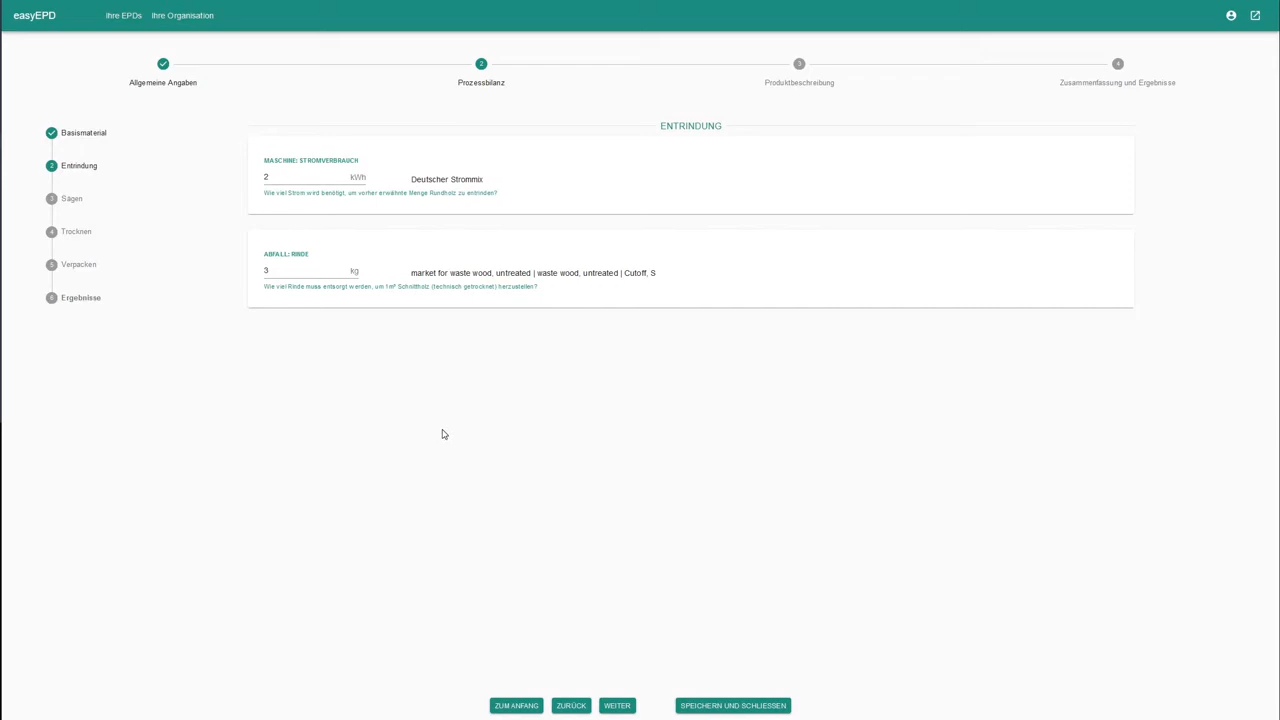 easyEPD Ihre EPDs Ihre Organisation
2 3 4
Allgemeine Angaben Prozessbilanz Produktbeschreibung Zusammenfassung und Ergebnisse
Basismaterial
2 Entrindung
3 Sägen
4 Trocknen
5 Verpacken
6 Ergebnisse
ENTRINDUNG
MASCHINE: STROMVERBRAUCH
2 kWh Deutscher Strommix
Wie viel Strom wird benötigt, um vorher erwähnte Menge Rundholz zu entrinden?
ABFALL: RINDE
3 kg market for waste wood, untreated | waste wood, untreated | Cutoff, S
Wie viel Rinde muss entsorgt werden, um 1m³ Schnittholz (technisch getrocknet) herzustellen?
ZUM ANFANG ZURÜCK WEITER SPEICHERN UND SCHLIESSEN